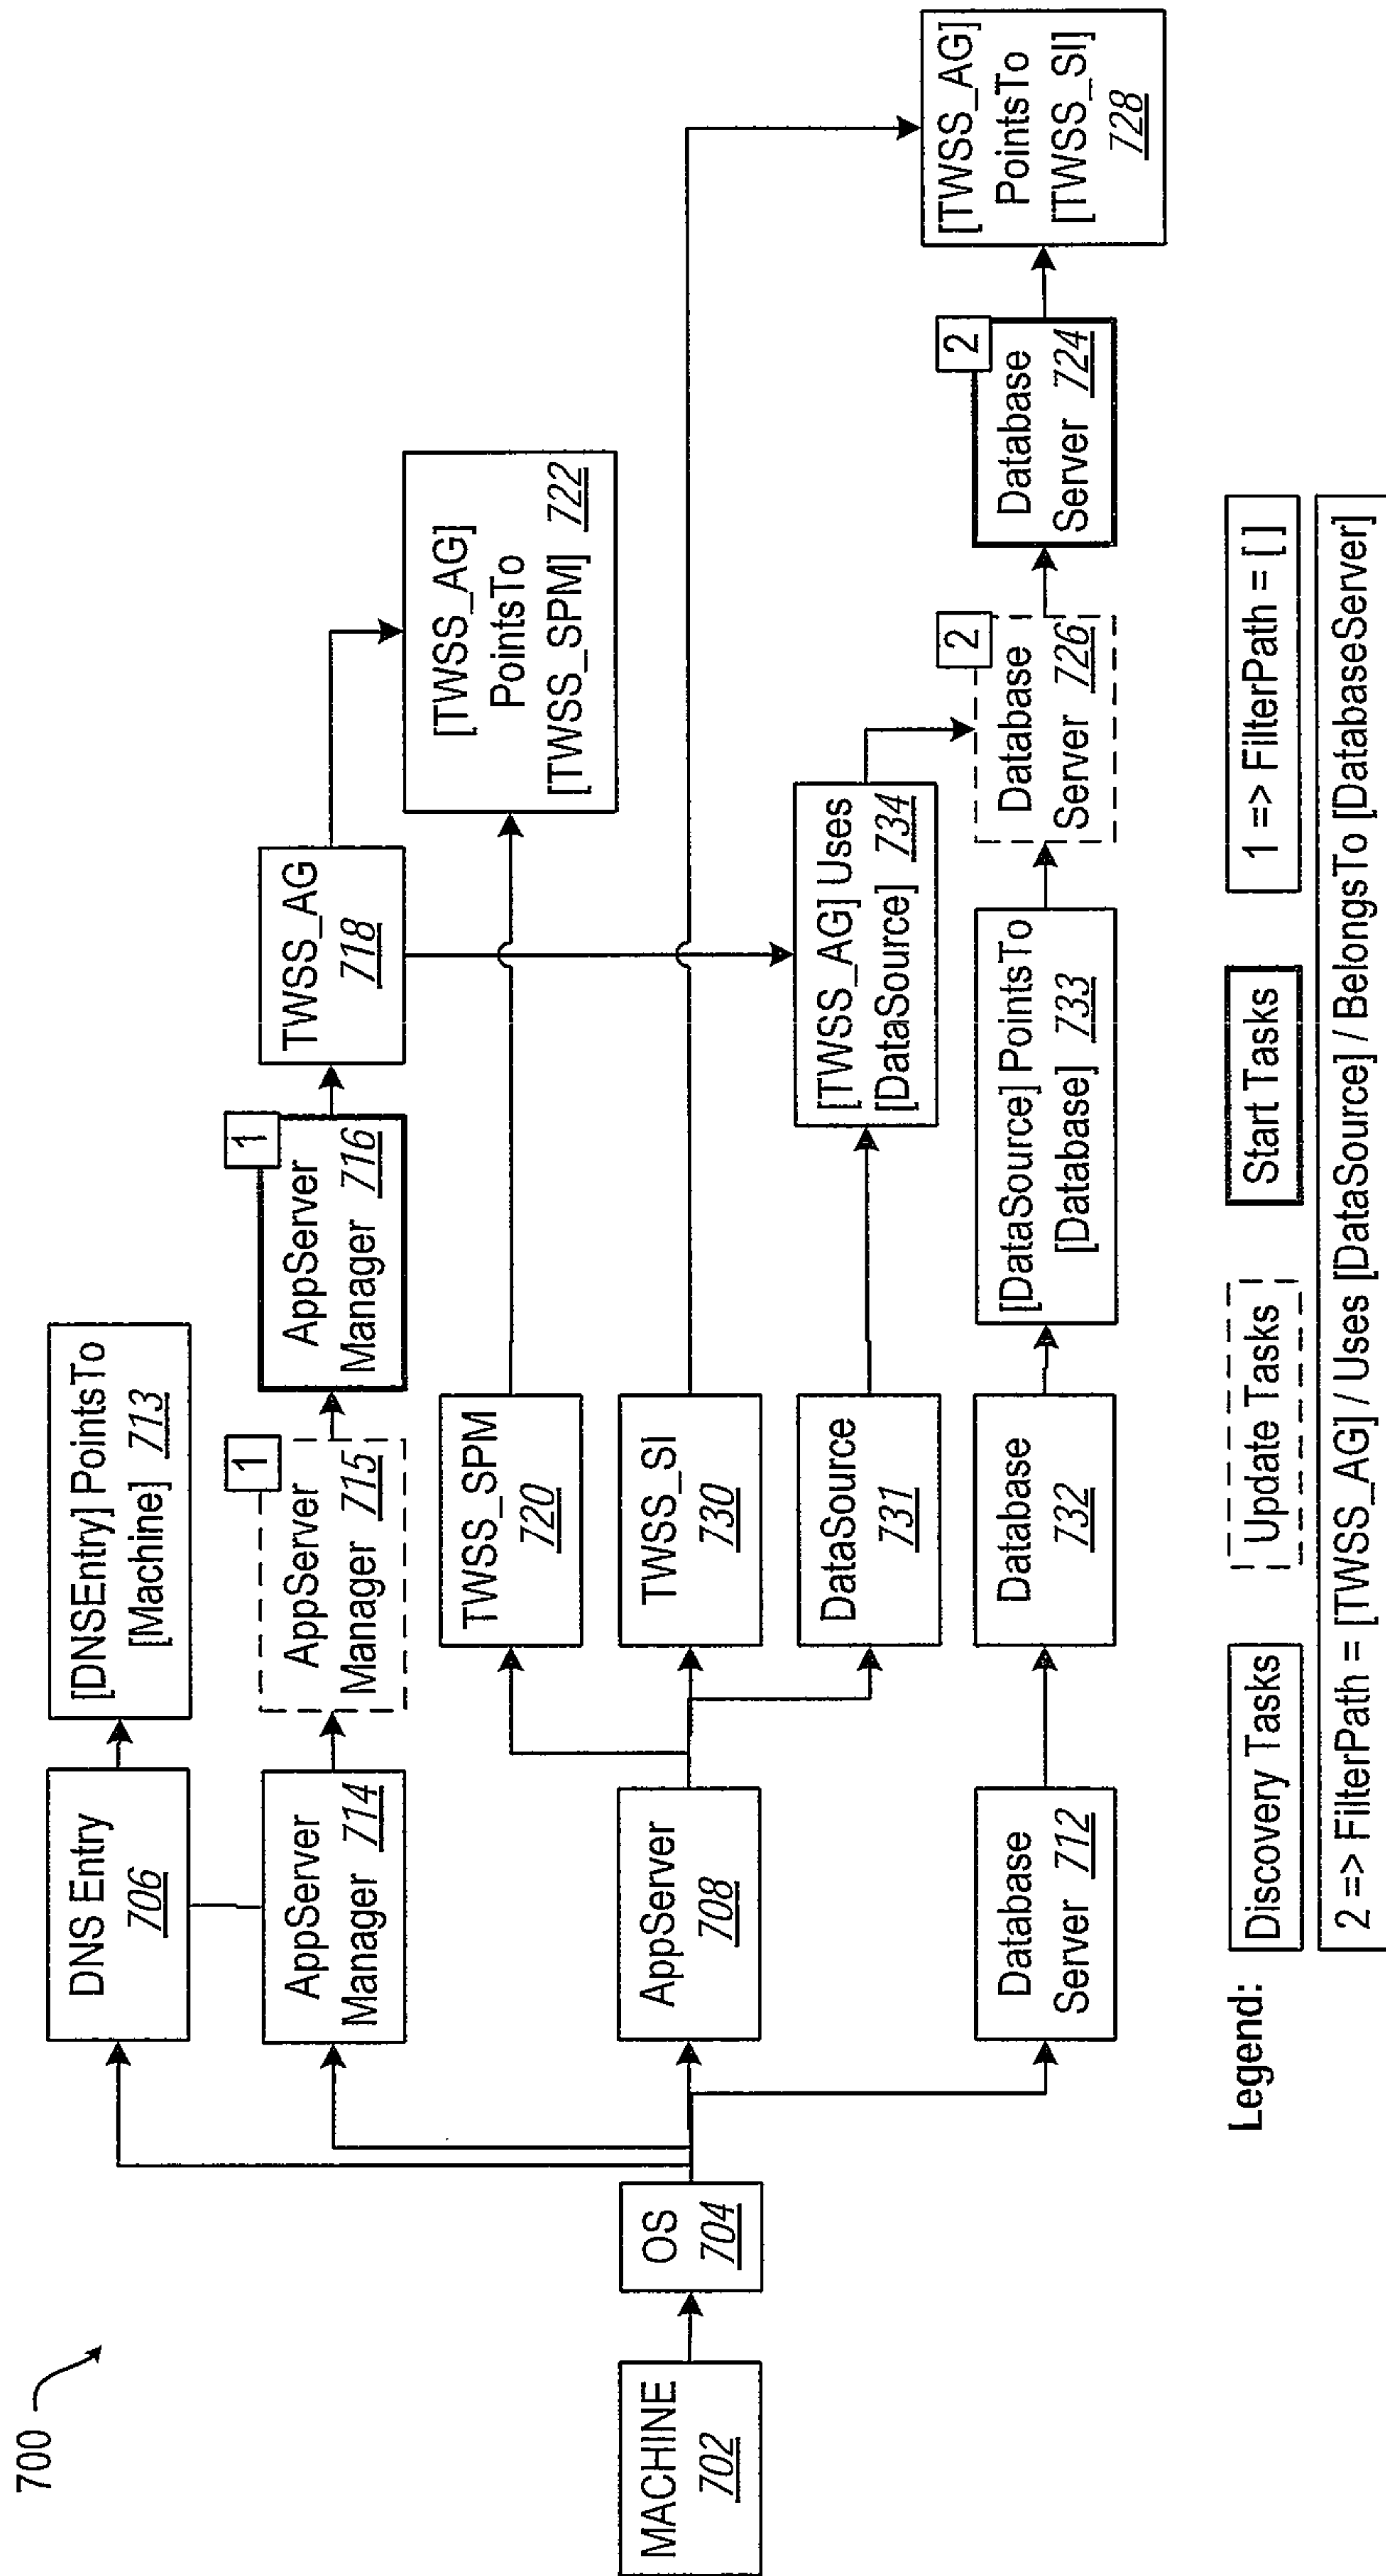 700
MACHINE
702
OS
704
DNS Entry
706
[DNSEntry] PointsTo
[Machine] 713
AppServer
Manager 714
1
AppServer
Manager 715
1
AppServer
Manager 716
TWSS_AG
718
[TWSS_AG]
PointsTo
[TWSS_SPM] 722
TWSS_SPM
720
AppServer
708
TWSS_SI
730
DataSource
731
[TWSS_AG] Uses
[DataSource] 734
Database
Server 712
Database
732
[DataSource] PointsTo
[Database] 733
2
Database
Server 726
2
Database
Server 724
[TWSS_AG]
PointsTo
[TWSS_SI]
728
Legend:
Discovery Tasks
Update Tasks
Start Tasks
1 => FilterPath = [ ]
2 => FilterPath = [TWSS_AG] / Uses [DataSource] / BelongsTo [DatabaseServer]